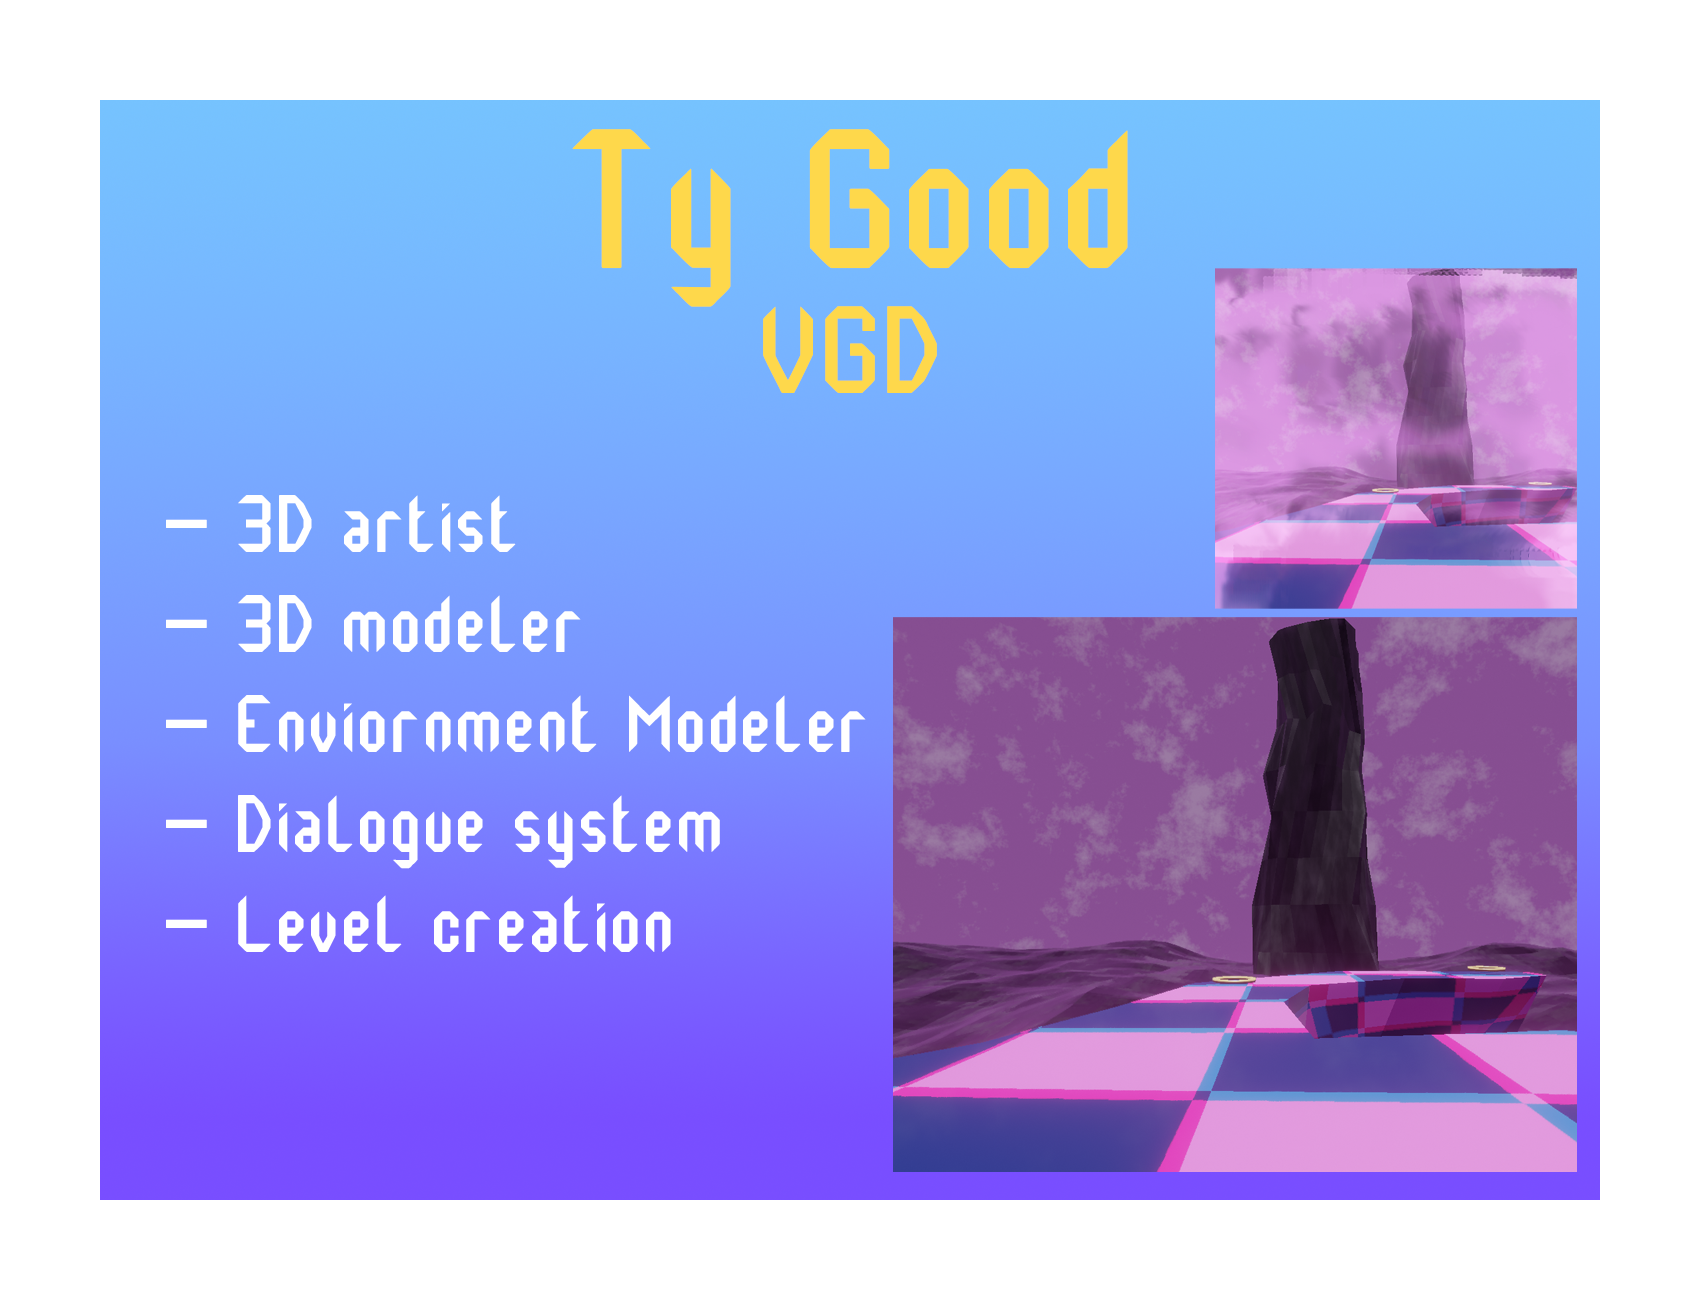 Ty Good
VGD
– 3D artist
– 3D modeler
– Enviornment Modeler
– Dialogue system
– Level creation